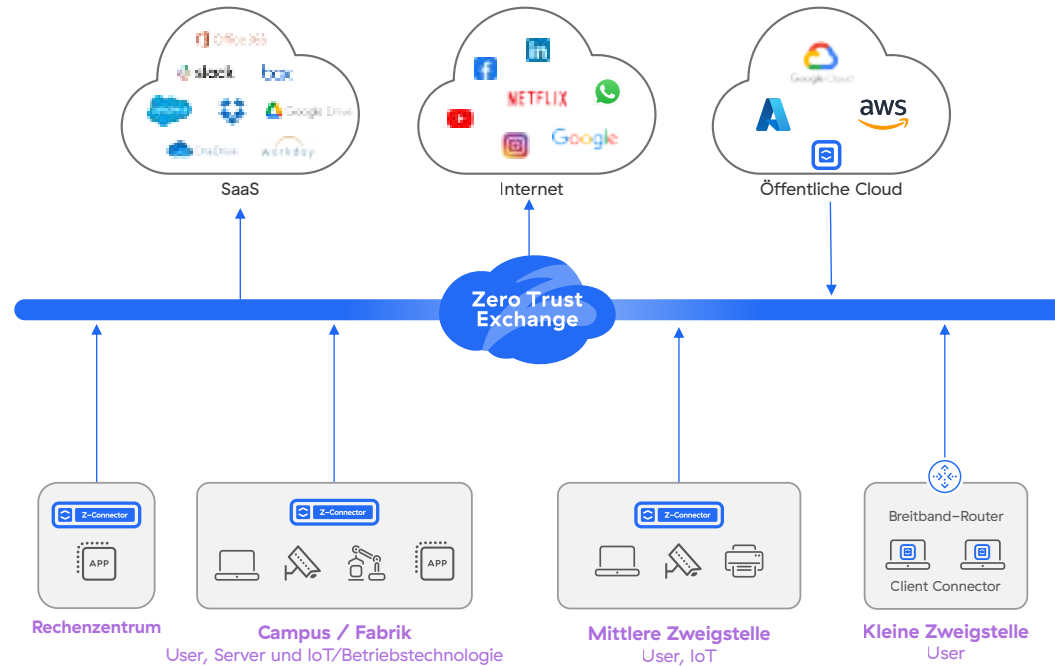 Office 365
slack
box
Google Drive
OneDrive
workday
SaaS
NETFLIX
Google
Internet
Google Cloud
aws
Öffentliche Cloud
Zero Trust
Exchange
Z-Connector
APP
Rechenzentrum
Z-Connector
APP
Campus / Fabrik
User, Server und IoT/Betriebstechnologie
Z-Connector
Mittlere Zweigstelle
User, IoT
Breitband-Router
Client Connector
Kleine Zweigstelle
User